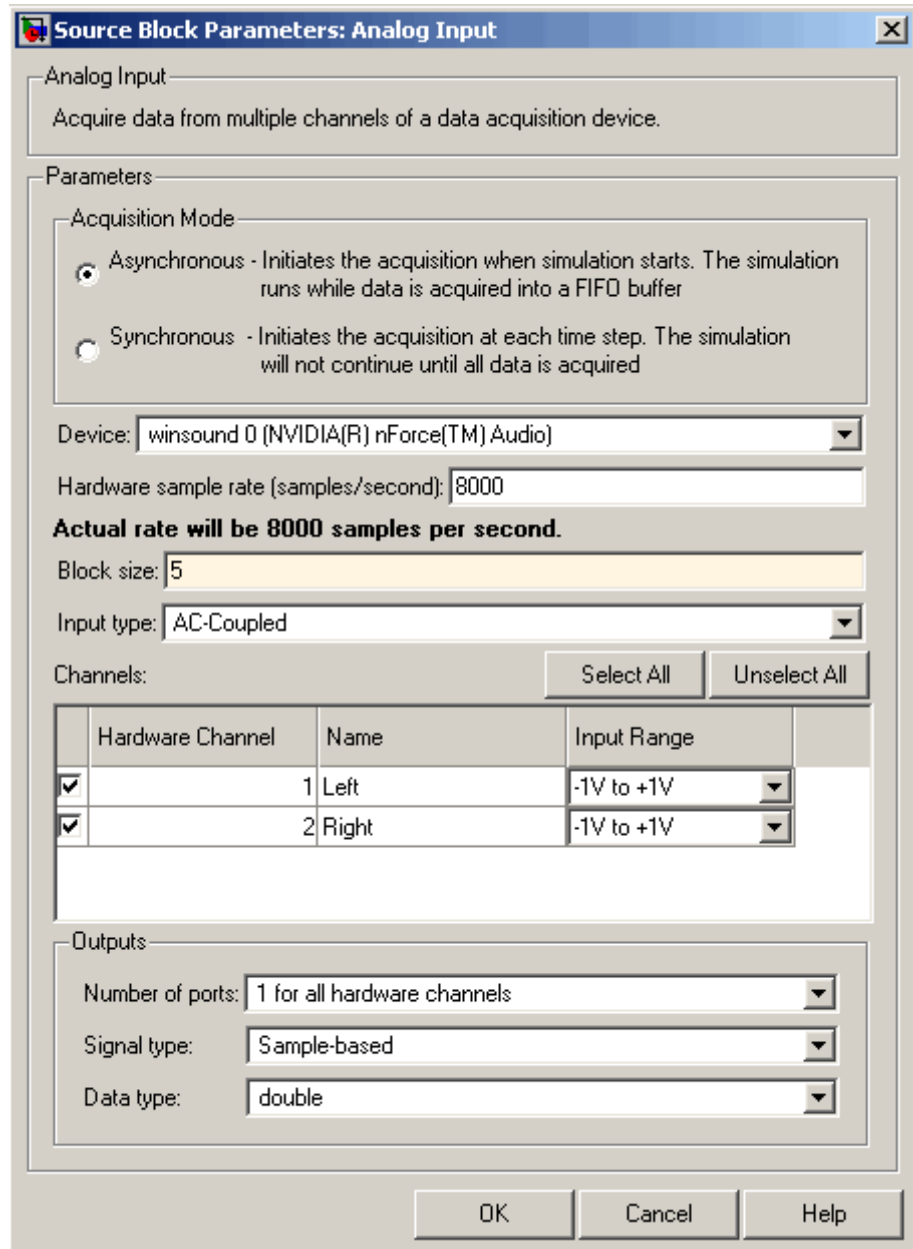 Source Block Parameters: Analog Input
Analog Input
Acquire data from multiple channels of a data acquisition device.
Parameters
Acquisition Mode
Asynchronous - Initiates the acquisition when simulation starts. The simulation
runs while data is acquired into a FIFO buffer
Synchronous - Initiates the acquisition at each time step. The simulation
will not continue until all data is acquired
Device: winsound 0 (NVIDIA(R) nForce(TM) Audio)
Hardware sample rate (samples/second): 8000
Actual rate will be 8000 samples per second.
Block size: 5
Input type: AC-Coupled
Channels: Select All Unselect All
Hardware Channel Name Input Range
1 Left -1V to +1V
2 Right -1V to +1V
Outputs
Number of ports: 1 for all hardware channels
Signal type: Sample-based
Data type: double
OK Cancel Help